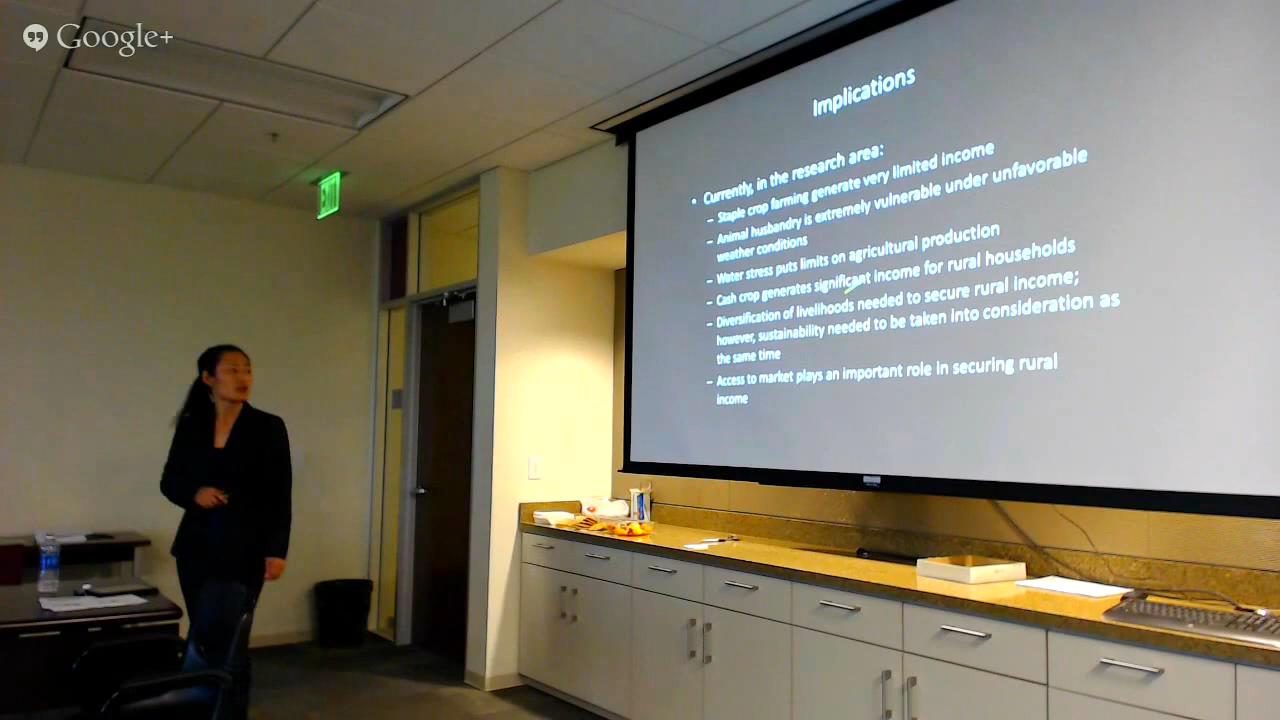 Google+
EXIT
Implications
• Currently, in the research area:
– Staple crop farming generate very limited income
– Animal husbandry is extremely vulnerable under unfavorable
weather conditions
– Water stress puts limits on agricultural production
– Cash crop generates significant income for rural households
– Diversification of livelihoods needed to secure rural income;
however, sustainability needed to be taken into consideration as
the same time
– Access to market plays an important role in securing rural
income